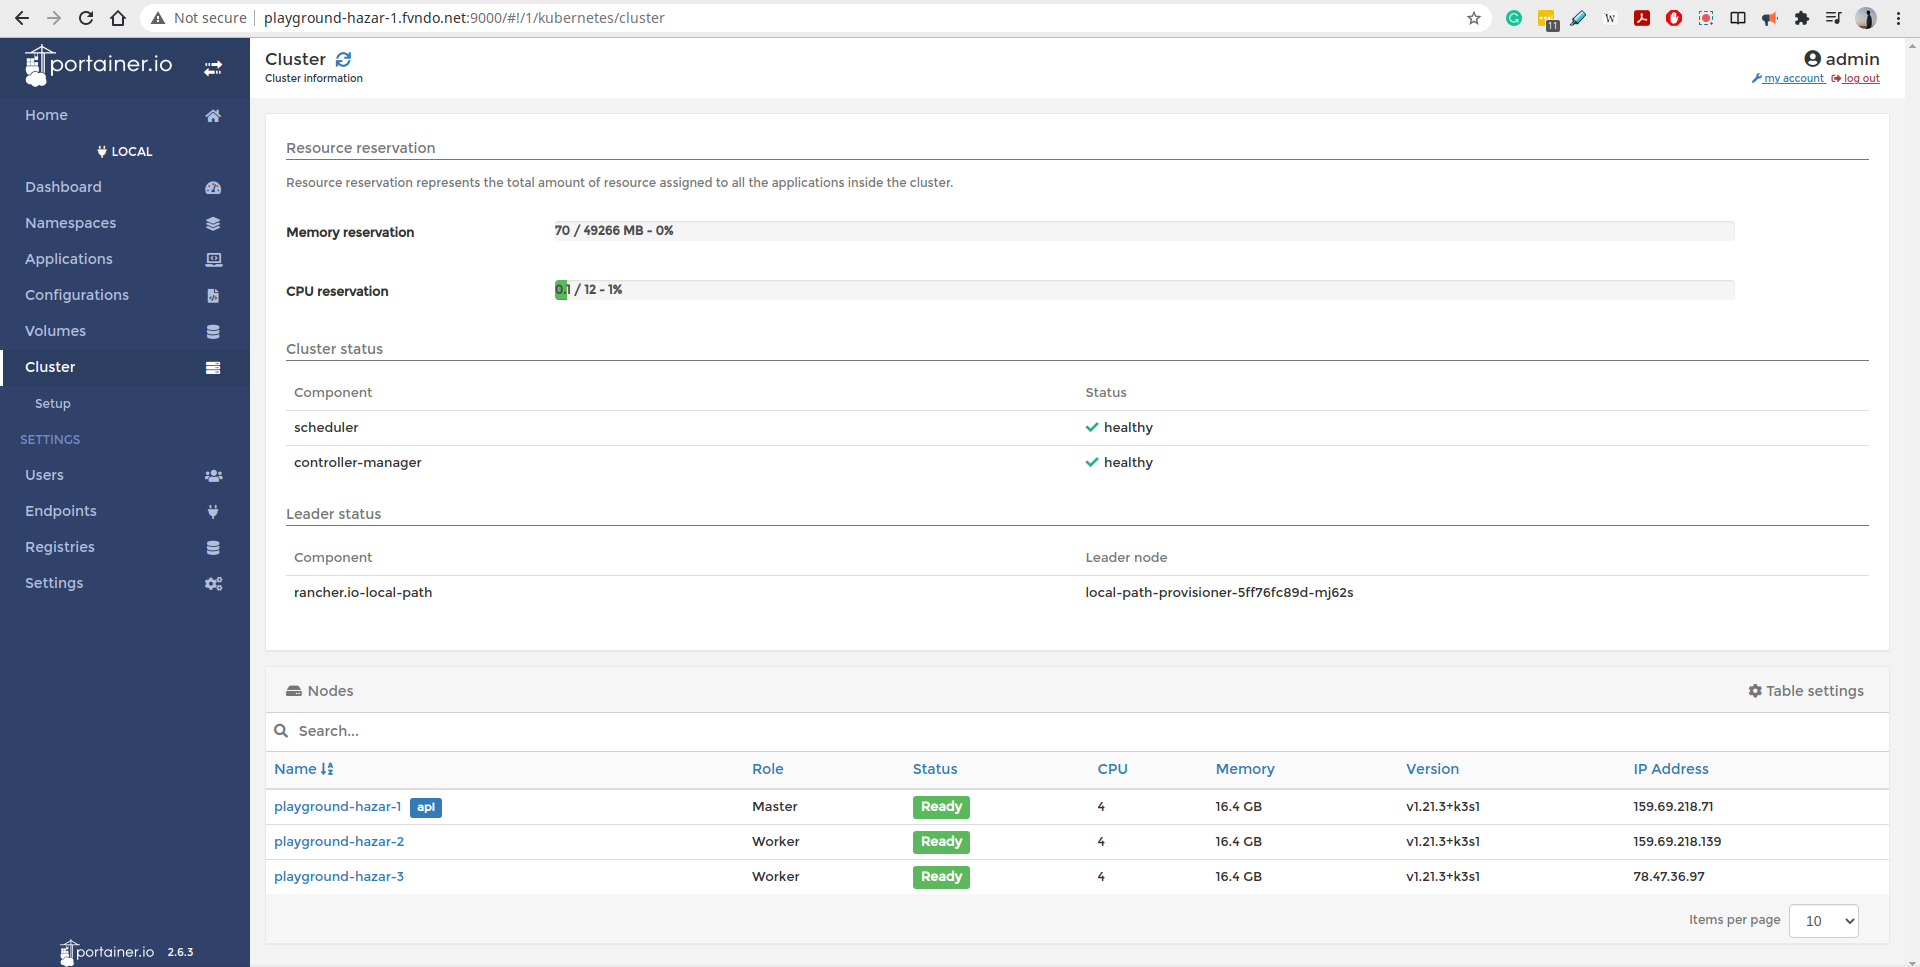 Not secure playground-hazar-1.fvndo.net:9000/#!/1/kubernetes/cluster
11
W
portainer.io
Cluster
Cluster information
admin
my account log out
Home
LOCAL
Dashboard
Namespaces
Applications
Configurations
Volumes
Cluster
Setup
SETTINGS
Users
Endpoints
Registries
Settings
portainer.io 2.6.3
Resource reservation
Resource reservation represents the total amount of resource assigned to all the applications inside the cluster.
Memory reservation 70 / 49266 MB - 0%
CPU reservation 0.1 / 12 - 1%
Cluster status
Component Status
scheduler healthy
controller-manager healthy
Leader status
Component Leader node
rancher.io-local-path local-path-provisioner-5ff76fc89d-mj62s
Nodes Table settings
Search...
Name Role Status CPU Memory Version IP Address
playground-hazar-1 api Master Ready 4 16.4 GB v1.21.3+k3s1 159.69.218.71
playground-hazar-2 Worker Ready 4 16.4 GB v1.21.3+k3s1 159.69.218.139
playground-hazar-3 Worker Ready 4 16.4 GB v1.21.3+k3s1 78.47.36.97
Items per page 10